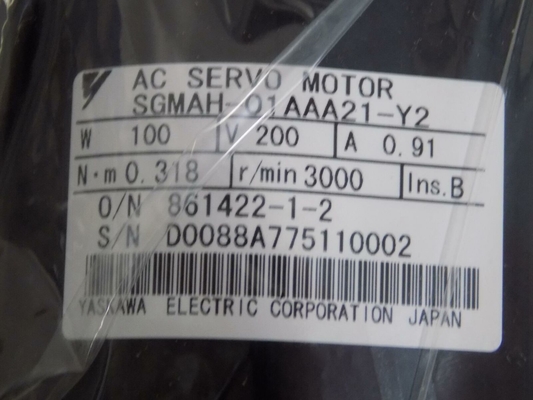 AC SERVO MOTOR
SGMAH-01AAA21-Y2
W 100 V 200 A 0.91
N·m 0.318 r/min 3000 Ins.B
O/N 861422-1-2
S/N D0088A775110002
YASKAWA ELECTRIC CORPORATION JAPAN